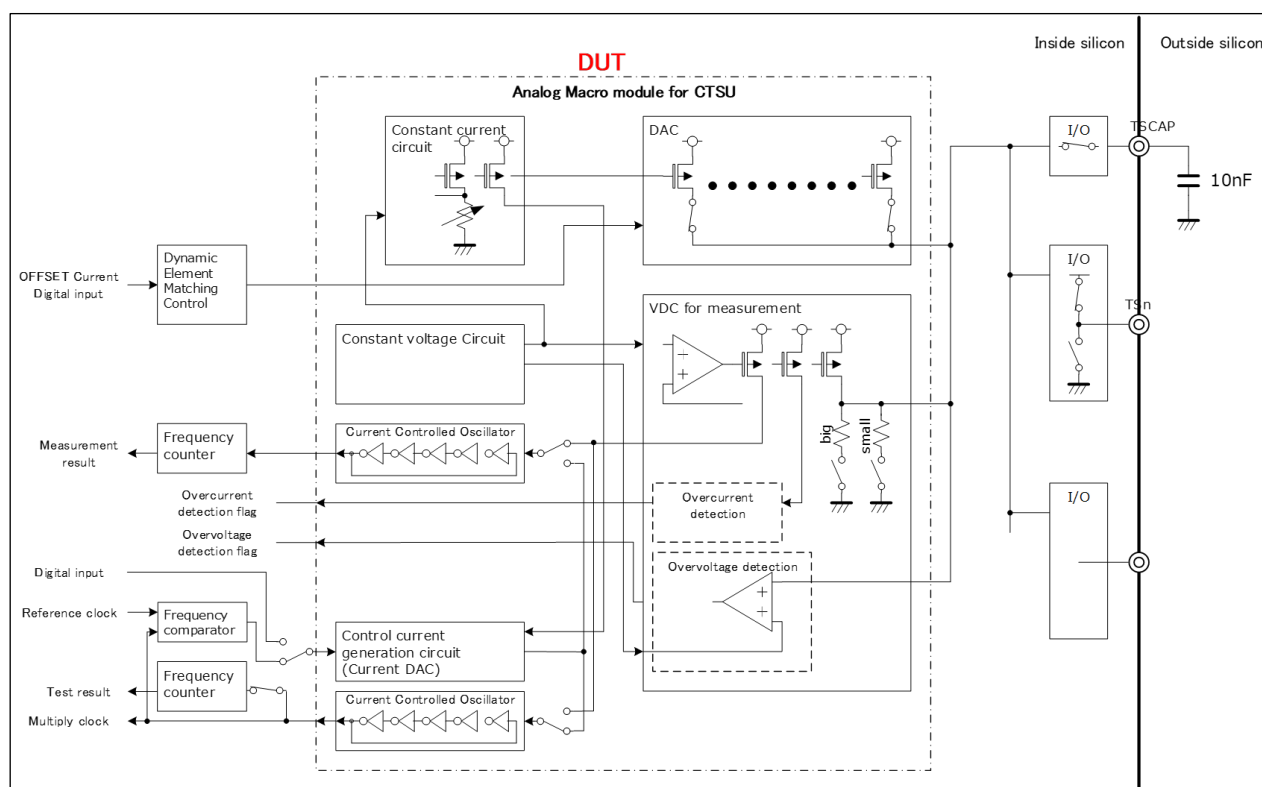 Inside silicon
Outside silicon
DUT
Analog Macro module for CTSU
Constant current
circuit
DAC
I/O
TSCAP
10nF
OFFSET Current
Digital input
Dynamic
Element
Matching
Control
I/O
TSn
Constant voltage Circuit
VDC for measurement
big
small
Measurement
result
Frequency
counter
Current Controlled Oscillator
Overcurrent
detection flag
Overcurrent
detection
I/O
Overvoltage
detection flag
Overvoltage detection
Digital input
Reference clock
Frequency
comparator
Control current
generation circuit
(Current DAC)
Test result
Frequency
counter
Multiply clock
Current Controlled Oscillator